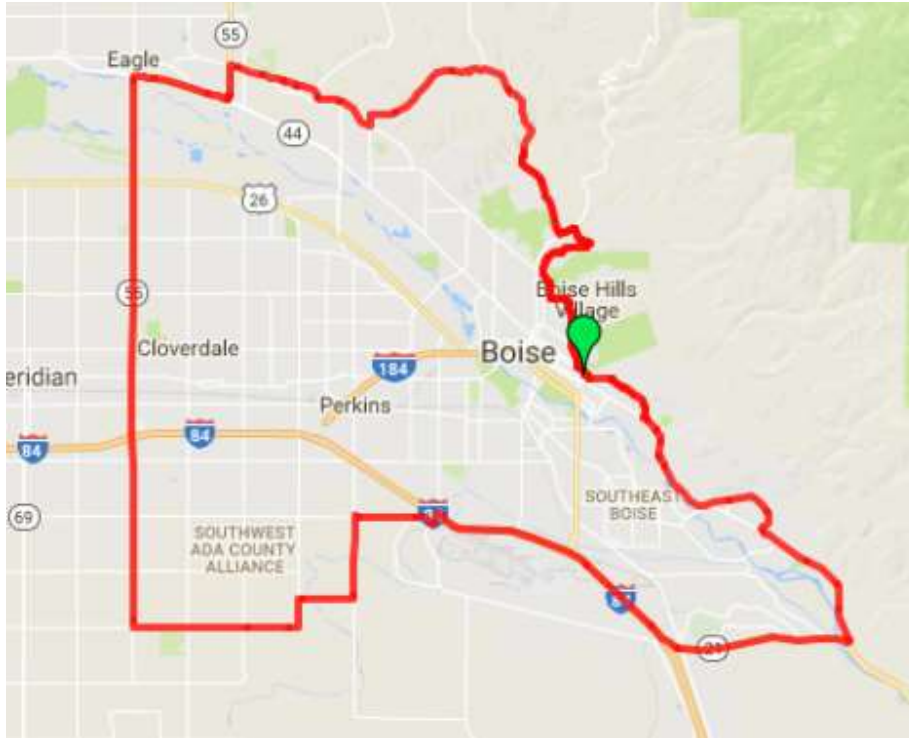 55
Eagle
44
26
Boise Hills
Village
55
Cloverdale
Boise
184
eridian
Perkins
84
84
69
SOUTHEAST
BOISE
SOUTHWEST
ADA COUNTY
ALLIANCE
21